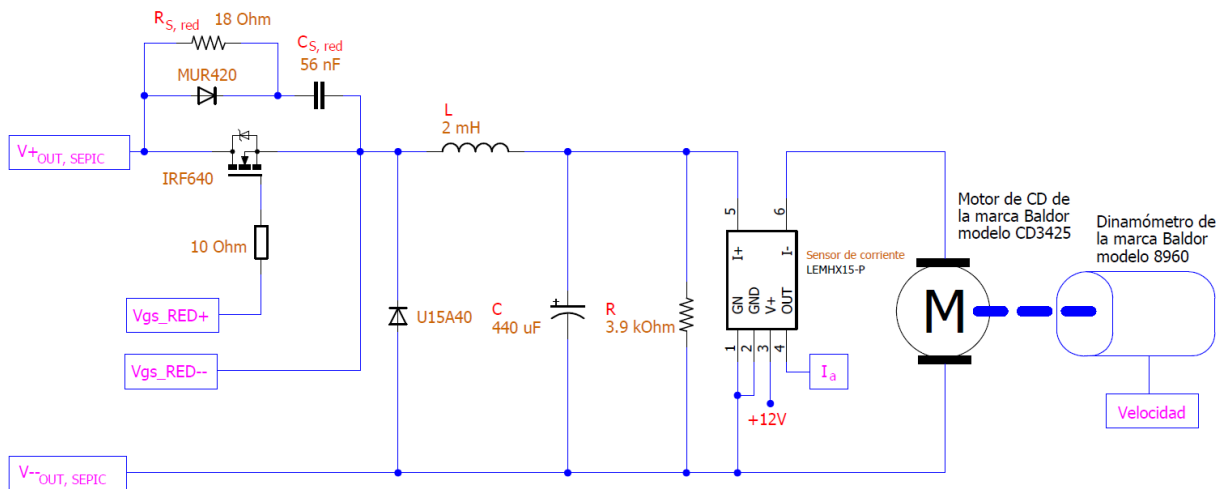 R S, red
18 Ohm
C S, red
56 nF
MUR420
V+ OUT, SEPIC
IRF640
10 Ohm
Vgs_RED+
Vgs_RED--
V-- OUT, SEPIC
L
2 mH
U15A40
C
440 uF
+
R
3.9 kOhm
5
6
I+
I-
GN
GND
V+
OUT
1
2
3
4
Sensor de corriente
LEMHX15-P
+12V
Ia
Motor de CD de
la marca Baldor
modelo CD3425
M
Dinamómetro de
la marca Baldor
modelo 8960
Velocidad